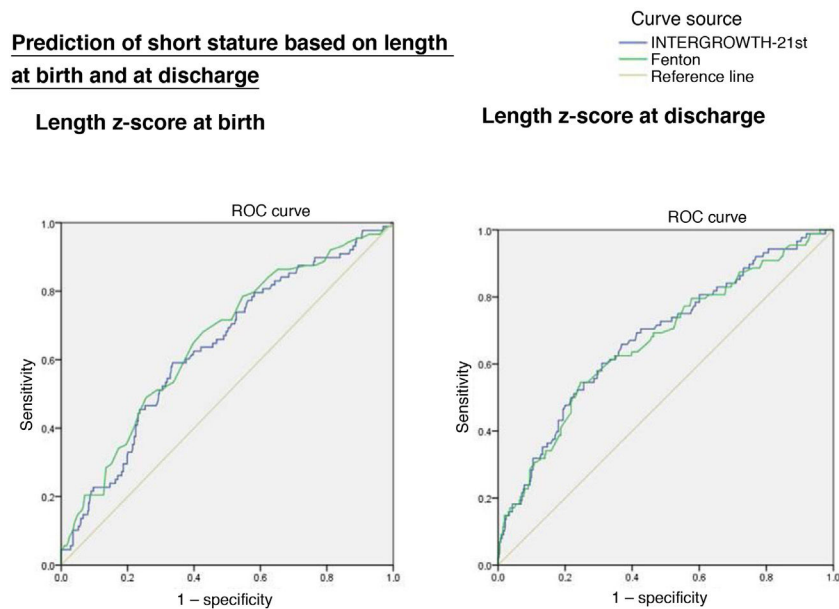 Prediction of short stature based on length
at birth and at discharge
Curve source
INTERGROWTH-21st
Fenton
Reference line
Length z-score at birth
Length z-score at discharge
ROC curve
1.0
0.8
0.6
0.4
0.2
0.0
Sensitivity
0.0 0.2 0.4 0.6 0.8 1.0
1 – specificity
ROC curve
1.0
0.8
0.6
0.4
0.2
0.0
Sensitivity
0.0 0.2 0.4 0.6 0.8 1.0
1 – specificity